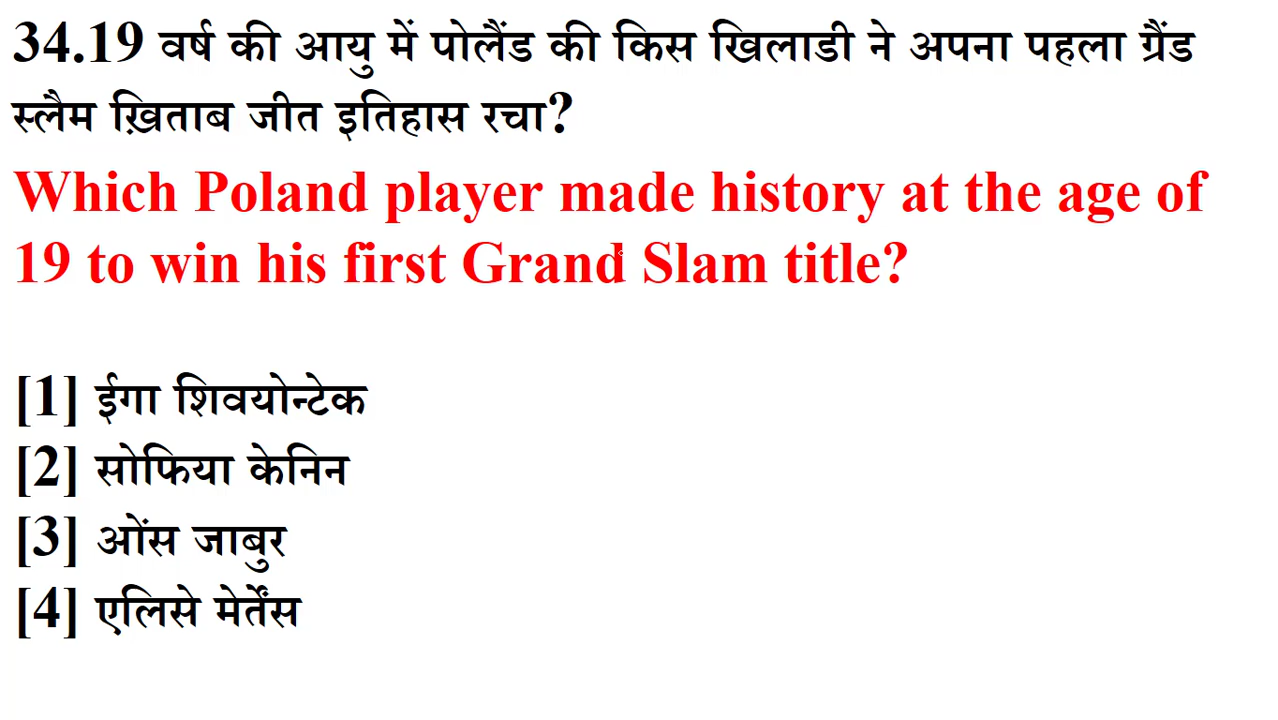 34.19 वर्ष की आयु में पोलैंड की किस खिलाडी ने अपना पहला ग्रैंड
स्लैम ख़िताब जीत इतिहास रचा?
Which Poland player made history at the age of
19 to win his first Grand Slam title?
[1] ईगा शिवयोन्टेक
[2] सोफिया केनिन
[3] ओंस जाबुर
[4] एलिसे मेर्तेंस